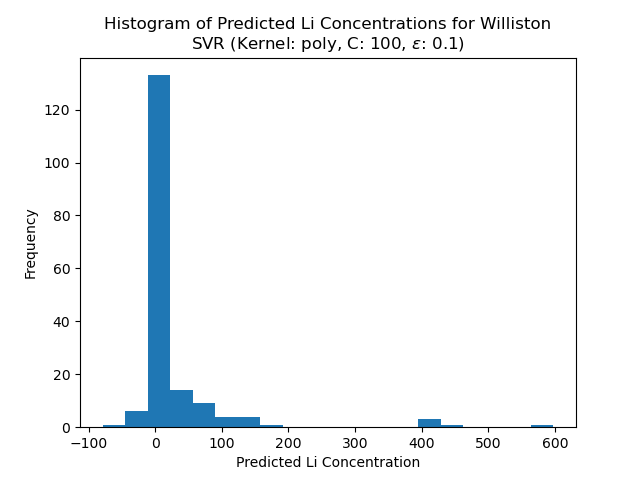 Histogram of Predicted Li Concentrations for Williston
SVR (Kernel: poly, C: 100, ε: 0.1)
Frequency
120
100
80
60
40
20
0
−100 0 100 200 300 400 500 600
Predicted Li Concentration